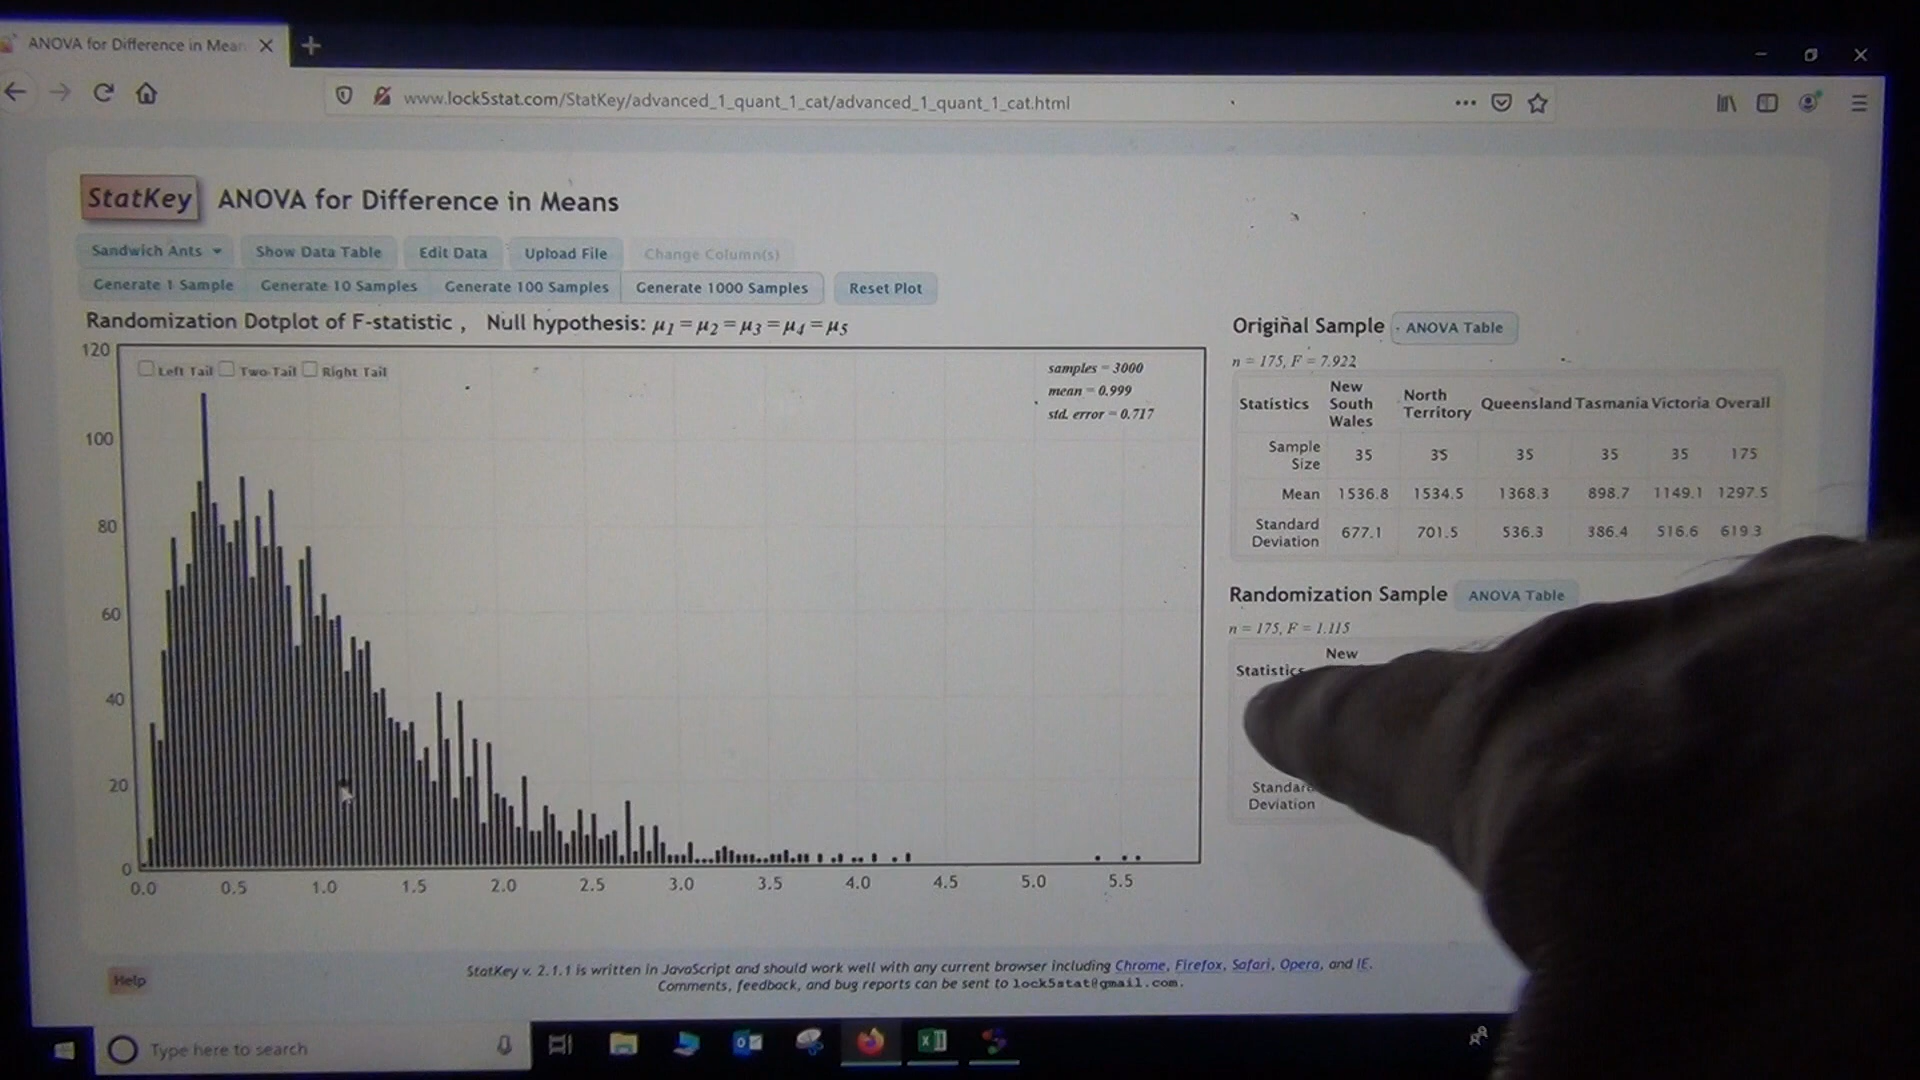 ANOVA for Difference in Mean
www.lock5stat.com/StatKey/advanced_1_quant_1_cat/advanced_1_quant_1_cat.html
StatKey ANOVA for Difference in Means
Sandwich Ants Show Data Table Edit Data Upload File Change Column(s)
Generate 1 Sample Generate 10 Samples Generate 100 Samples Generate 1000 Samples Reset Plot
Randomization Dotplot of F-statistic , Null hypothesis: μ1 = μ2 = μ3 = μ4 = μ5
Left Tail Two-Tail Right Tail
samples = 3000
mean = 0.999
std. error = 0.717
120
100
80
60
40
20
0
0.0 0.5 1.0 1.5 2.0 2.5 3.0 3.5 4.0 4.5 5.0 5.5
Original Sample ANOVA Table
n = 175, F = 7.922
Statistics New South Wales North Territory Queensland Tasmania Victoria Overall
Sample Size 35 35 35 35 35 175
Mean 1536.8 1534.5 1368.3 898.7 1149.1 1297.5
Standard Deviation 677.1 701.5 536.3 386.4 516.6 619.3
Randomization Sample ANOVA Table
n = 175, F = 1.115
New
Statistics
Standard
Deviation
Help
StatKey v. 2.1.1 is written in JavaScript and should work well with any current browser including Chrome, Firefox, Safari, Opera, and IE.
Comments, feedback, and bug reports can be sent to lock5stat@gmail.com.
Type here to search